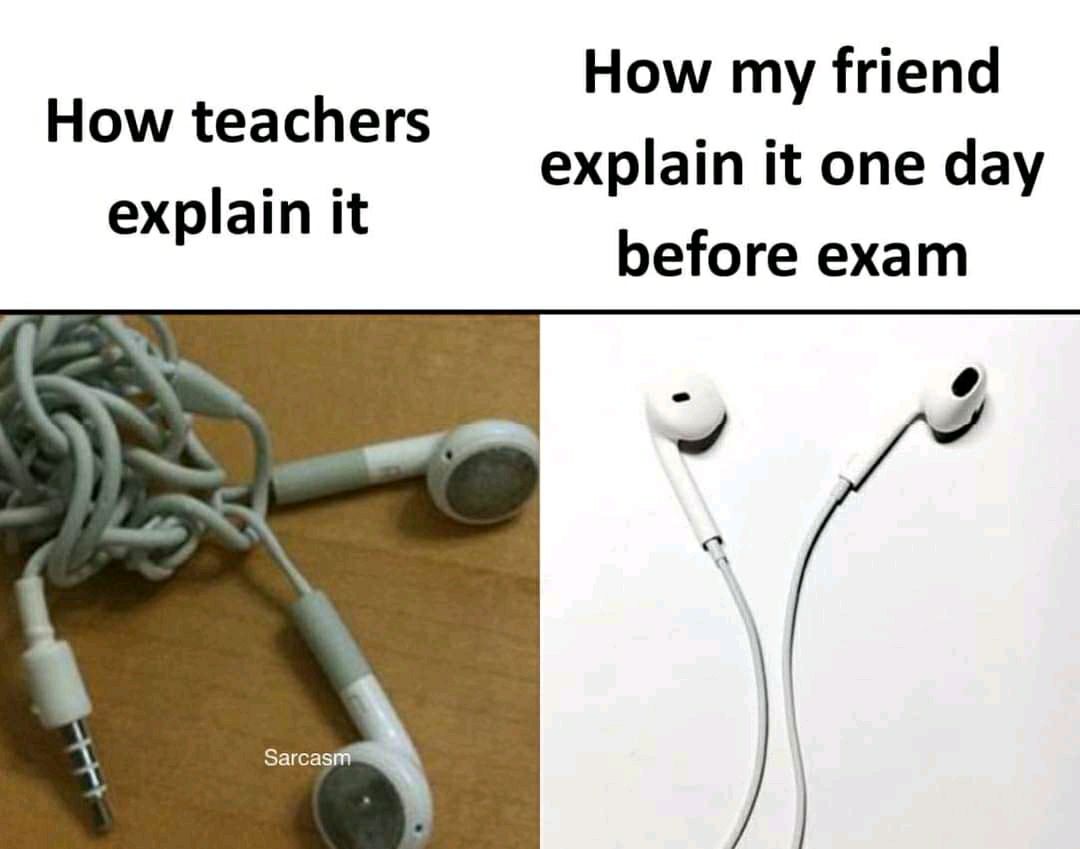 How teachers
explain it
How my friend
explain it one day
before exam
Sarcasm